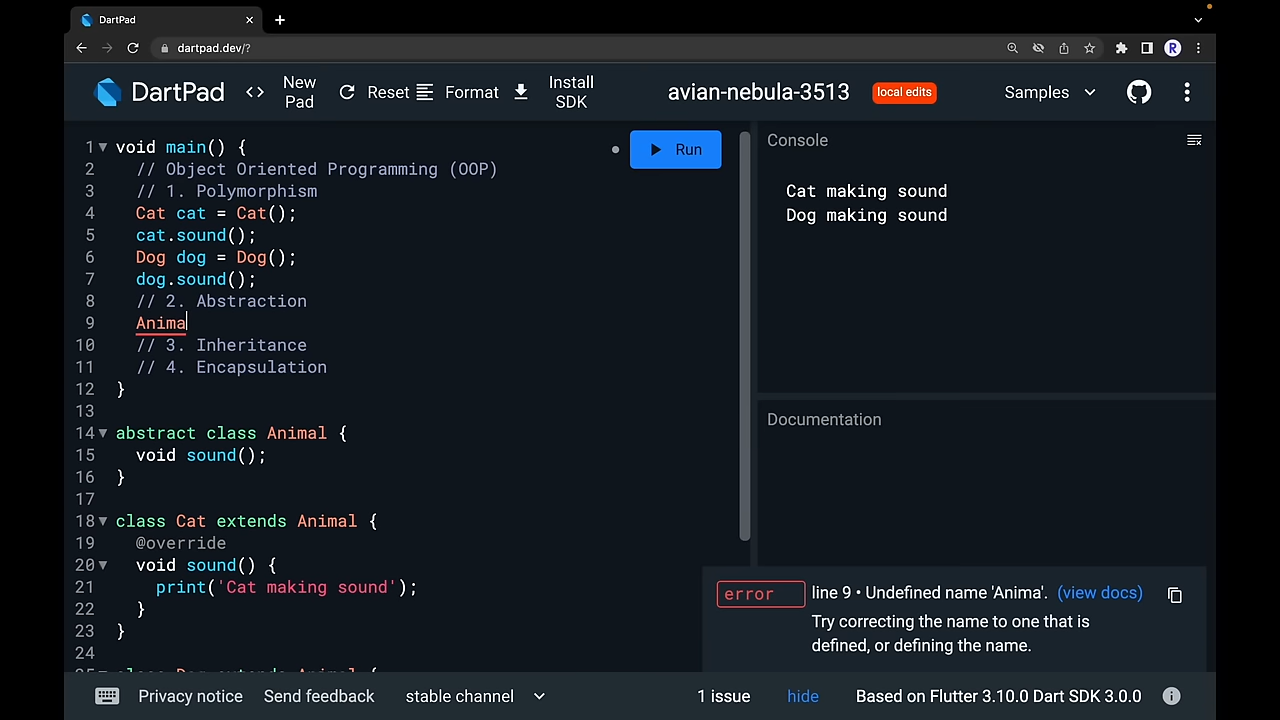 DartPad
dartpad.dev/?
R
DartPad
<>
New Pad
Reset
Format
Install SDK
avian-nebula-3513
local edits
Samples
1 void main() {
2 // Object Oriented Programming (OOP)
3 // 1. Polymorphism
4 Cat cat = Cat();
5 cat.sound();
6 Dog dog = Dog();
7 dog.sound();
8 // 2. Abstraction
9 Anima
10 // 3. Inheritance
11 // 4. Encapsulation
12 }
13
14 abstract class Animal {
15 void sound();
16 }
17
18 class Cat extends Animal {
19 @override
20 void sound() {
21 print('Cat making sound');
22 }
23 }
24
25 class Dog extends Animal {
Run
Console
Cat making sound
Dog making sound
Documentation
error
line 9 • Undefined name 'Anima'. (view docs)
Try correcting the name to one that is
defined, or defining the name.
Privacy notice
Send feedback
stable channel
1 issue
hide
Based on Flutter 3.10.0 Dart SDK 3.0.0